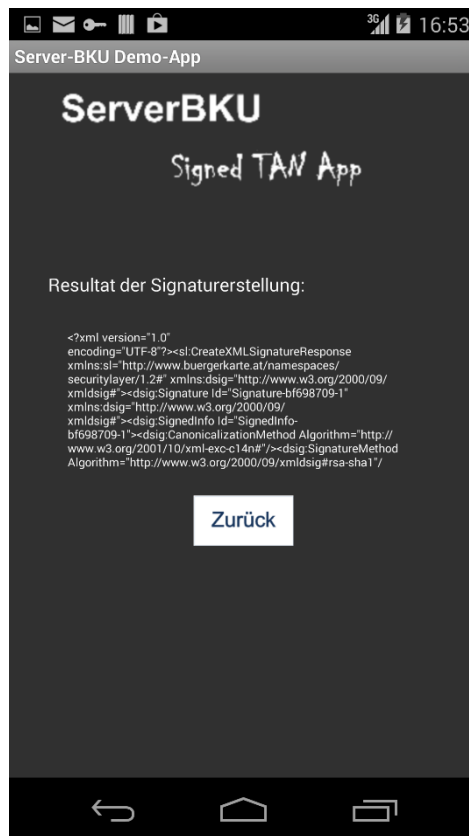 3G 16:53
Server-BKU Demo-App
ServerBKU
Signed TAN App
Resultat der Signaturerstellung:
<?xml version="1.0"
encoding="UTF-8"?><sl:CreateXMLSignatureResponse
xmlns:sl="http://www.buergerkarte.at/namespaces/
securitylayer/1.2#" xmlns:dsig="http://www.w3.org/2000/09/
xmldsig#"><dsig:Signature Id="Signature-bf698709-1"
xmlns:dsig="http://www.w3.org/2000/09/
xmldsig#"><dsig:SignedInfo Id="SignedInfo-
bf698709-1"><dsig:CanonicalizationMethod Algorithm="http://
www.w3.org/2001/10/xml-exc-c14n#"/><dsig:SignatureMethod
Algorithm="http://www.w3.org/2000/09/xmldsig#rsa-sha1"/
Zurück